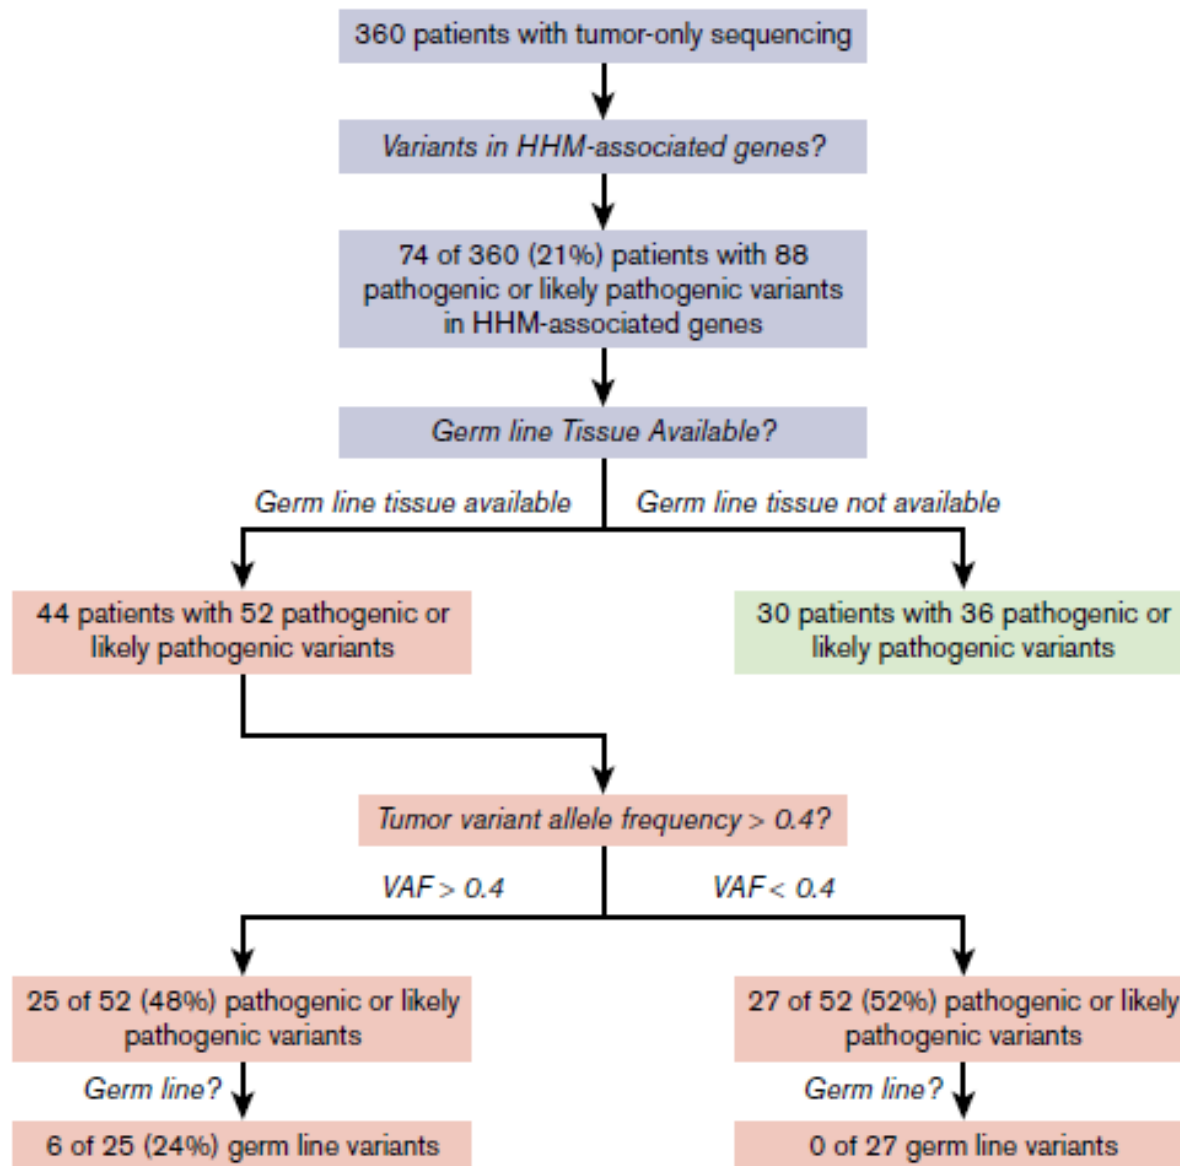 360 patients with tumor-only sequencing
Variants in HHM-associated genes?
74 of 360 (21%) patients with 88
pathogenic or likely pathogenic variants
in HHM-associated genes
Germ line Tissue Available?
Germ line tissue available
Germ line tissue not available
44 patients with 52 pathogenic or
likely pathogenic variants
30 patients with 36 pathogenic or
likely pathogenic variants
Tumor variant allele frequency > 0.4?
VAF > 0.4
VAF < 0.4
25 of 52 (48%) pathogenic or likely
pathogenic variants
27 of 52 (52%) pathogenic or likely
pathogenic variants
Germ line?
Germ line?
6 of 25 (24%) germ line variants
0 of 27 germ line variants